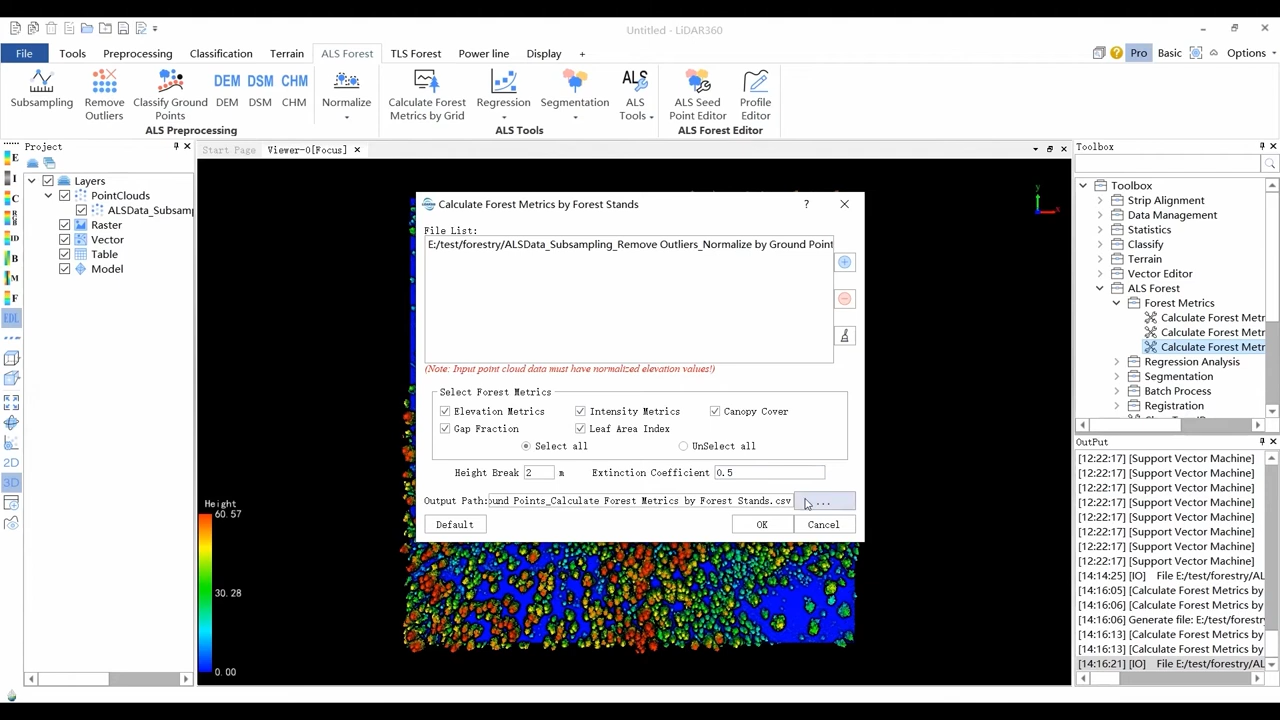 Untitled - LiDAR360
File Tools Preprocessing Classification Terrain ALS Forest TLS Forest Power line Display +
Pro Basic Options
DEM DSM CHM ALS
Subsampling Remove Outliers Classify Ground Points DEM DSM CHM Normalize Calculate Forest Metrics by Grid Regression Segmentation ALS Tools ALS Seed Point Editor Profile Editor
ALS Preprocessing ALS Tools ALS Forest Editor
Project
Layers
PointClouds
ALSData_Subsamp
Raster
Vector
Table
Model
E
I
C
ID
B
M
F
EDL
2D
3D
Start Page Viewer-0[Focus]
Height
60.57
30.28
0.00
y
x
Calculate Forest Metrics by Forest Stands ?
File List:
E:/test/forestry/ALSData_Subsampling_Remove Outliers_Normalize by Ground Point
(Note: Input point cloud data must have normalized elevation values!)
Select Forest Metrics
Elevation Metrics Intensity Metrics Canopy Cover
Gap Fraction Leaf Area Index
Select all UnSelect all
Height Break 2 m Extinction Coefficient 0.5
Output Path: und Points_Calculate Forest Metrics by Forest Stands.csv ...
Default OK Cancel
Toolbox
Toolbox
Strip Alignment
Data Management
Statistics
Classify
Terrain
Vector Editor
ALS Forest
Forest Metrics
Calculate Forest Metr
Calculate Forest Metr
Calculate Forest Metr
Regression Analysis
Segmentation
Batch Process
Registration
OutPut
[12:22:17] [Support Vector Machine]
[12:22:17] [Support Vector Machine]
[12:22:17] [Support Vector Machine]
[12:22:17] [Support Vector Machine]
[12:22:17] [Support Vector Machine]
[12:22:17] [Support Vector Machine]
[12:22:17] [Support Vector Machine]
[12:22:17] [Support Vector Machine]
[14:14:25] [IO] File E:/test/forestry/AL
[14:16:05] [Calculate Forest Metrics by
[14:16:06] [Calculate Forest Metrics by
[14:16:06] Generate file: E:/test/forestry
[14:16:13] [Calculate Forest Metrics by
[14:16:13] [Calculate Forest Metrics by
[14:16:21] [IO] File E:/test/forestry/AL